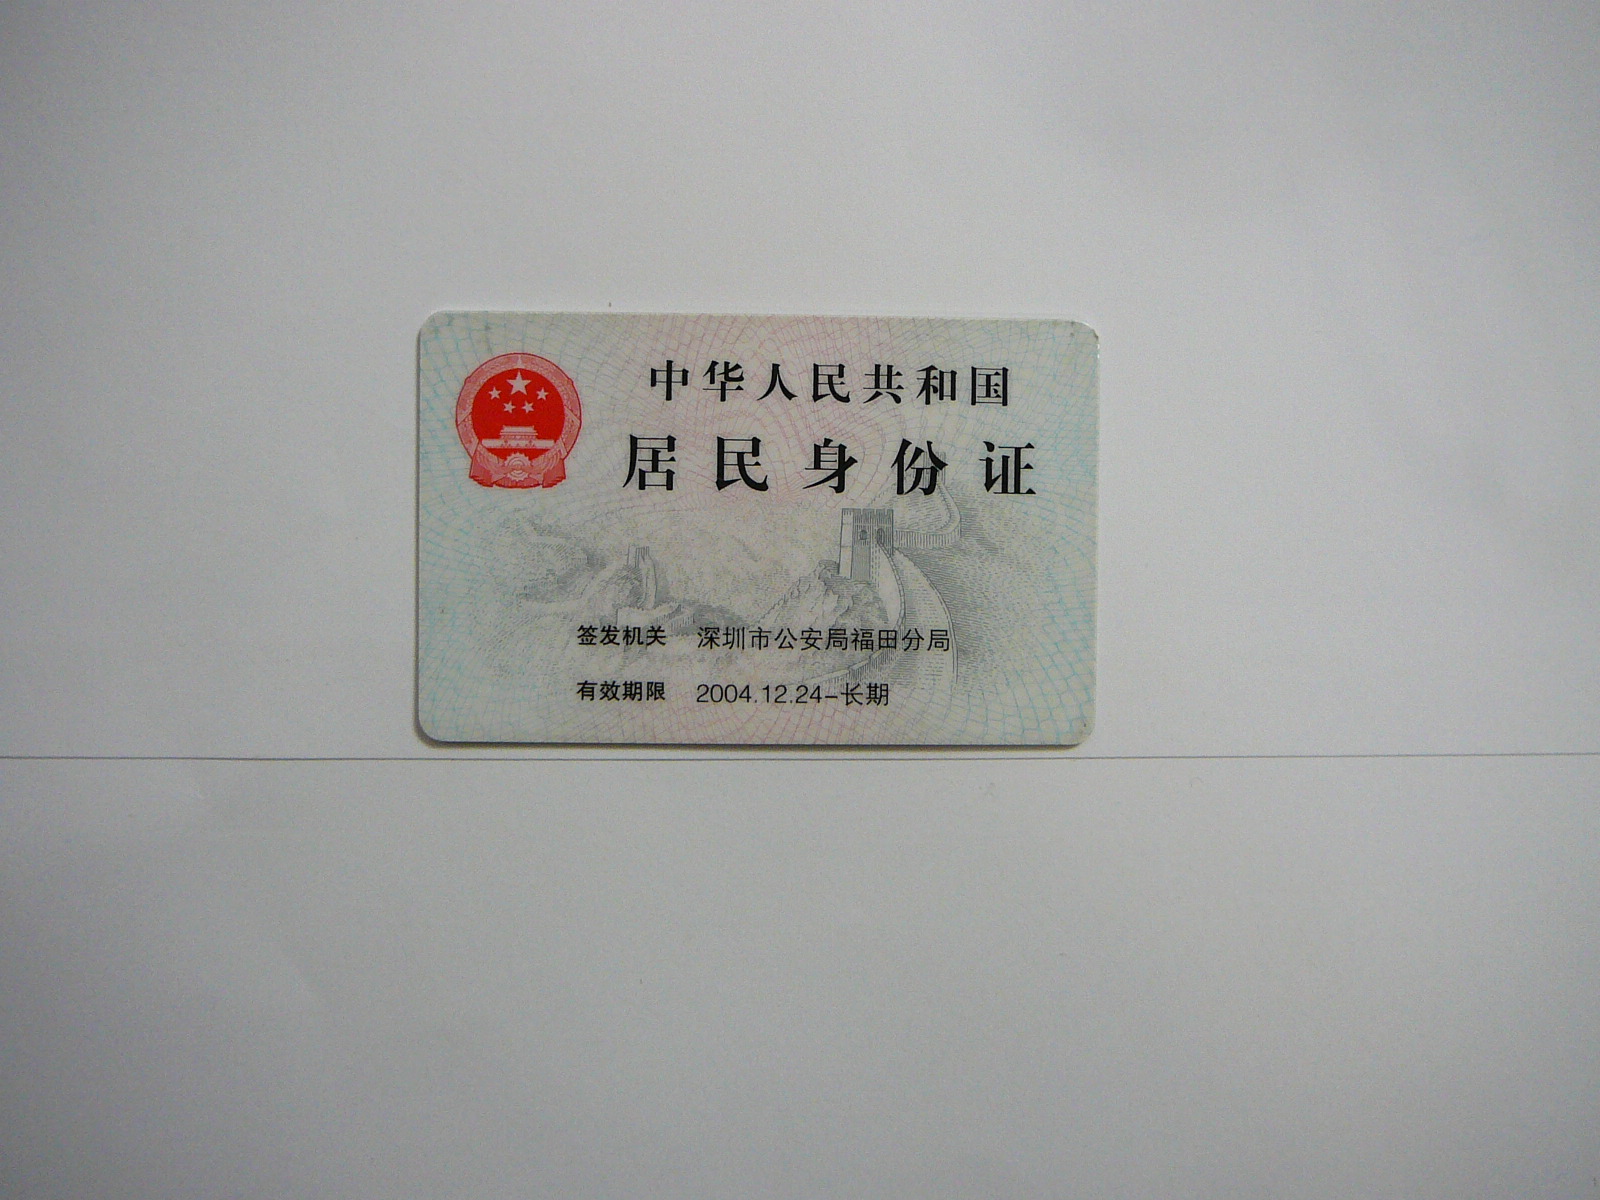 中华人民共和国
居民身份证
签发机关 深圳市公安局福田分局
有效期限 2004.12.24-长期